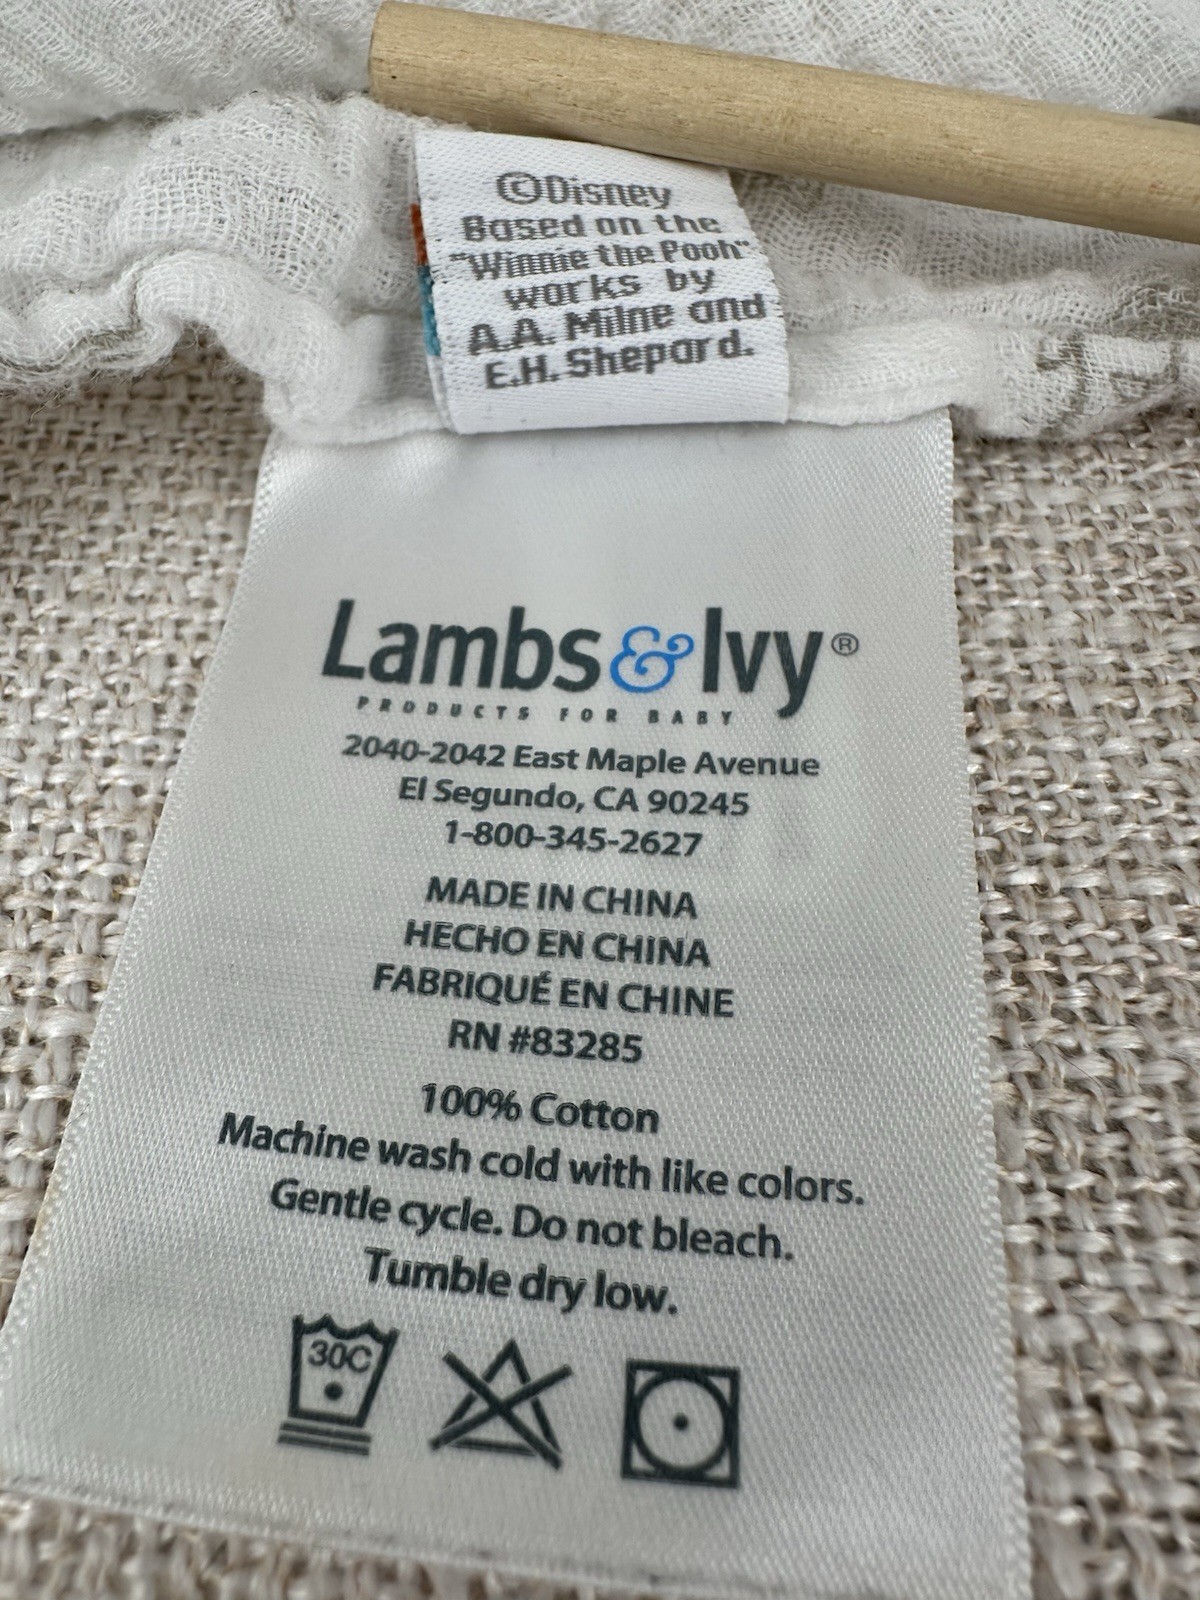 ©Disney
Based on the
"Winnie the Pooh"
works by
A.A. Milne and
E.H. Shepard.
Lambs & Ivy®
PRODUCTS FOR BABY
2040-2042 East Maple Avenue
El Segundo, CA 90245
1-800-345-2627
MADE IN CHINA
HECHO EN CHINA
FABRIQUÉ EN CHINE
RN #83285
100% Cotton
Machine wash cold with like colors.
Gentle cycle. Do not bleach.
Tumble dry low.
30C